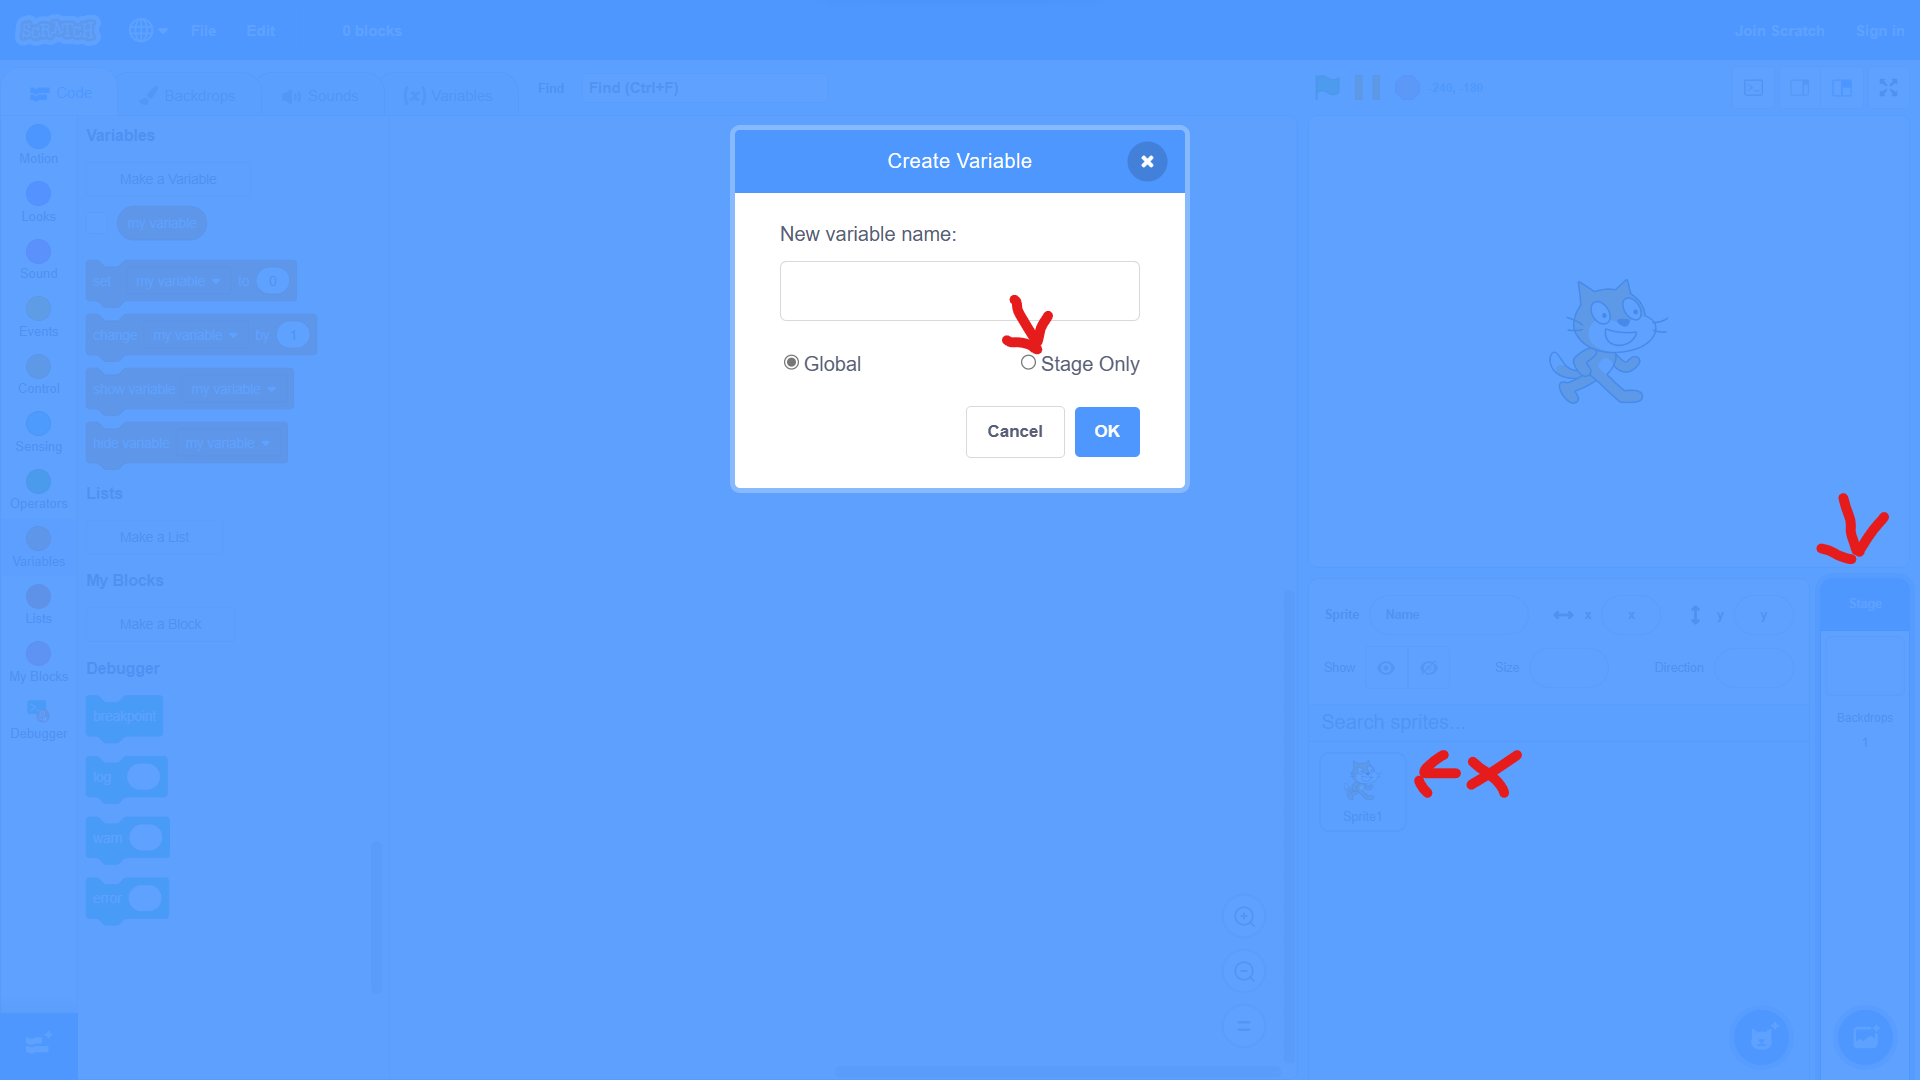 SCRATCH
File
Edit
0 blocks
Join Scratch
Sign in
Code
Backdrops
Sounds
(x) Variables
Find
Find (Ctrl+F)
Motion
Looks
Sound
Events
Control
Sensing
Operators
Variables
Lists
My Blocks
Debugger
Variables
Make a Variable
my variable
set my variable to 0
change my variable by 1
show variable my variable
hide variable my variable
Lists
Make a List
My Blocks
Make a Block
Debugger
breakpoint
log
warn
error
Create Variable
New variable name:
Global
Stage Only
Cancel
OK
Sprite Name x x y y
Show Size Direction
Search sprites...
Sprite1
Stage
Backdrops
1